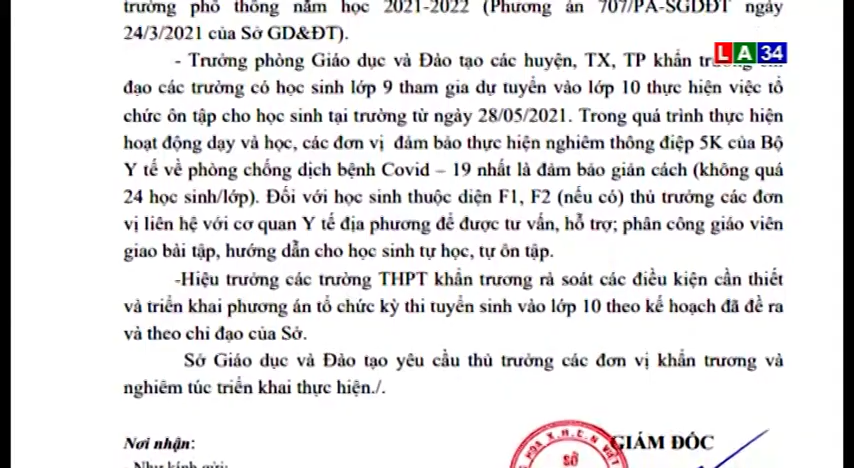 trưởng phổ thông năm học 2021-2022 (Phương án 707/PA-SGDĐT ngày
24/3/2021 của Sở GD&ĐT).
LA34
- Trưởng phòng Giáo dục và Đào tạo các huyện, TX, TP khẩn trương chỉ
đạo các trường có học sinh lớp 9 tham gia dự tuyển vào lớp 10 thực hiện việc tổ
chức ôn tập cho học sinh tại trường từ ngày 28/05/2021. Trong quá trình thực hiện
hoạt động dạy và học, các đơn vị đảm bảo thực hiện nghiêm thông điệp 5K của Bộ
Y tế về phòng chống dịch bệnh Covid – 19 nhất là đảm bảo giãn cách (không quá
24 học sinh/lớp). Đối với học sinh thuộc diện F1, F2 (nếu có) thủ trưởng các đơn
vị liên hệ với cơ quan Y tế địa phương để được tư vấn, hỗ trợ; phân công giáo viên
giao bài tập, hướng dẫn cho học sinh tự học, tự ôn tập.
-Hiệu trưởng các trường THPT khẩn trương rà soát các điều kiện cần thiết
và triển khai phương án tổ chức kỳ thi tuyển sinh vào lớp 10 theo kế hoạch đã đề ra
và theo chỉ đạo của Sở.
Sở Giáo dục và Đào tạo yêu cầu thủ trưởng các đơn vị khẩn trương và
nghiêm túc triển khai thực hiện./.
Nơi nhận:
GIÁM ĐỐC
- Như kính gửi;
SỞ